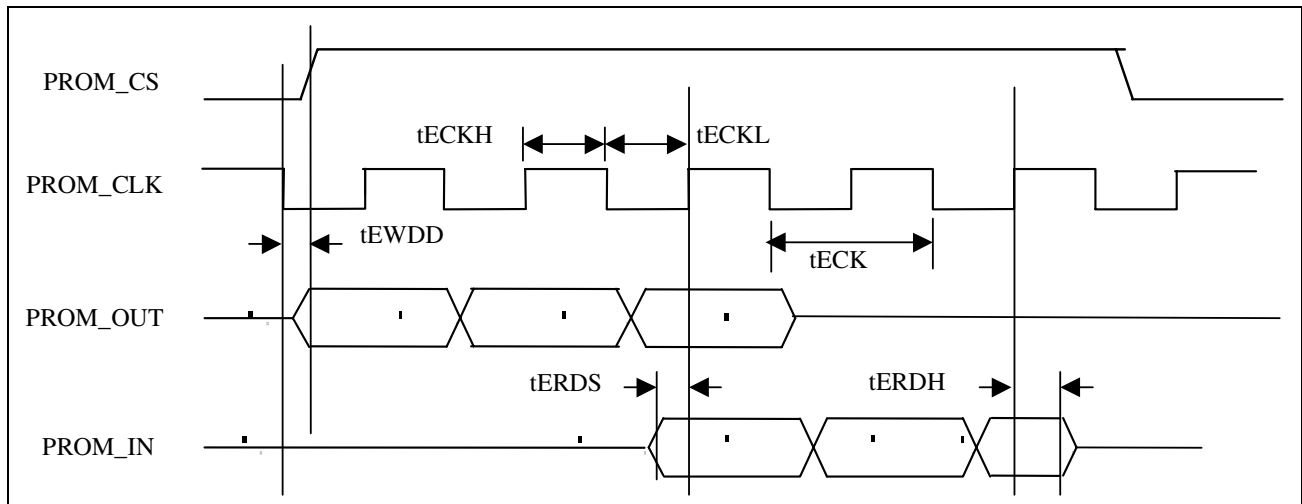 PROM_CS
tECKH
tECKL
PROM_CLK
tEWDD
tECK
PROM_OUT
tERDS
tERDH
PROM_IN